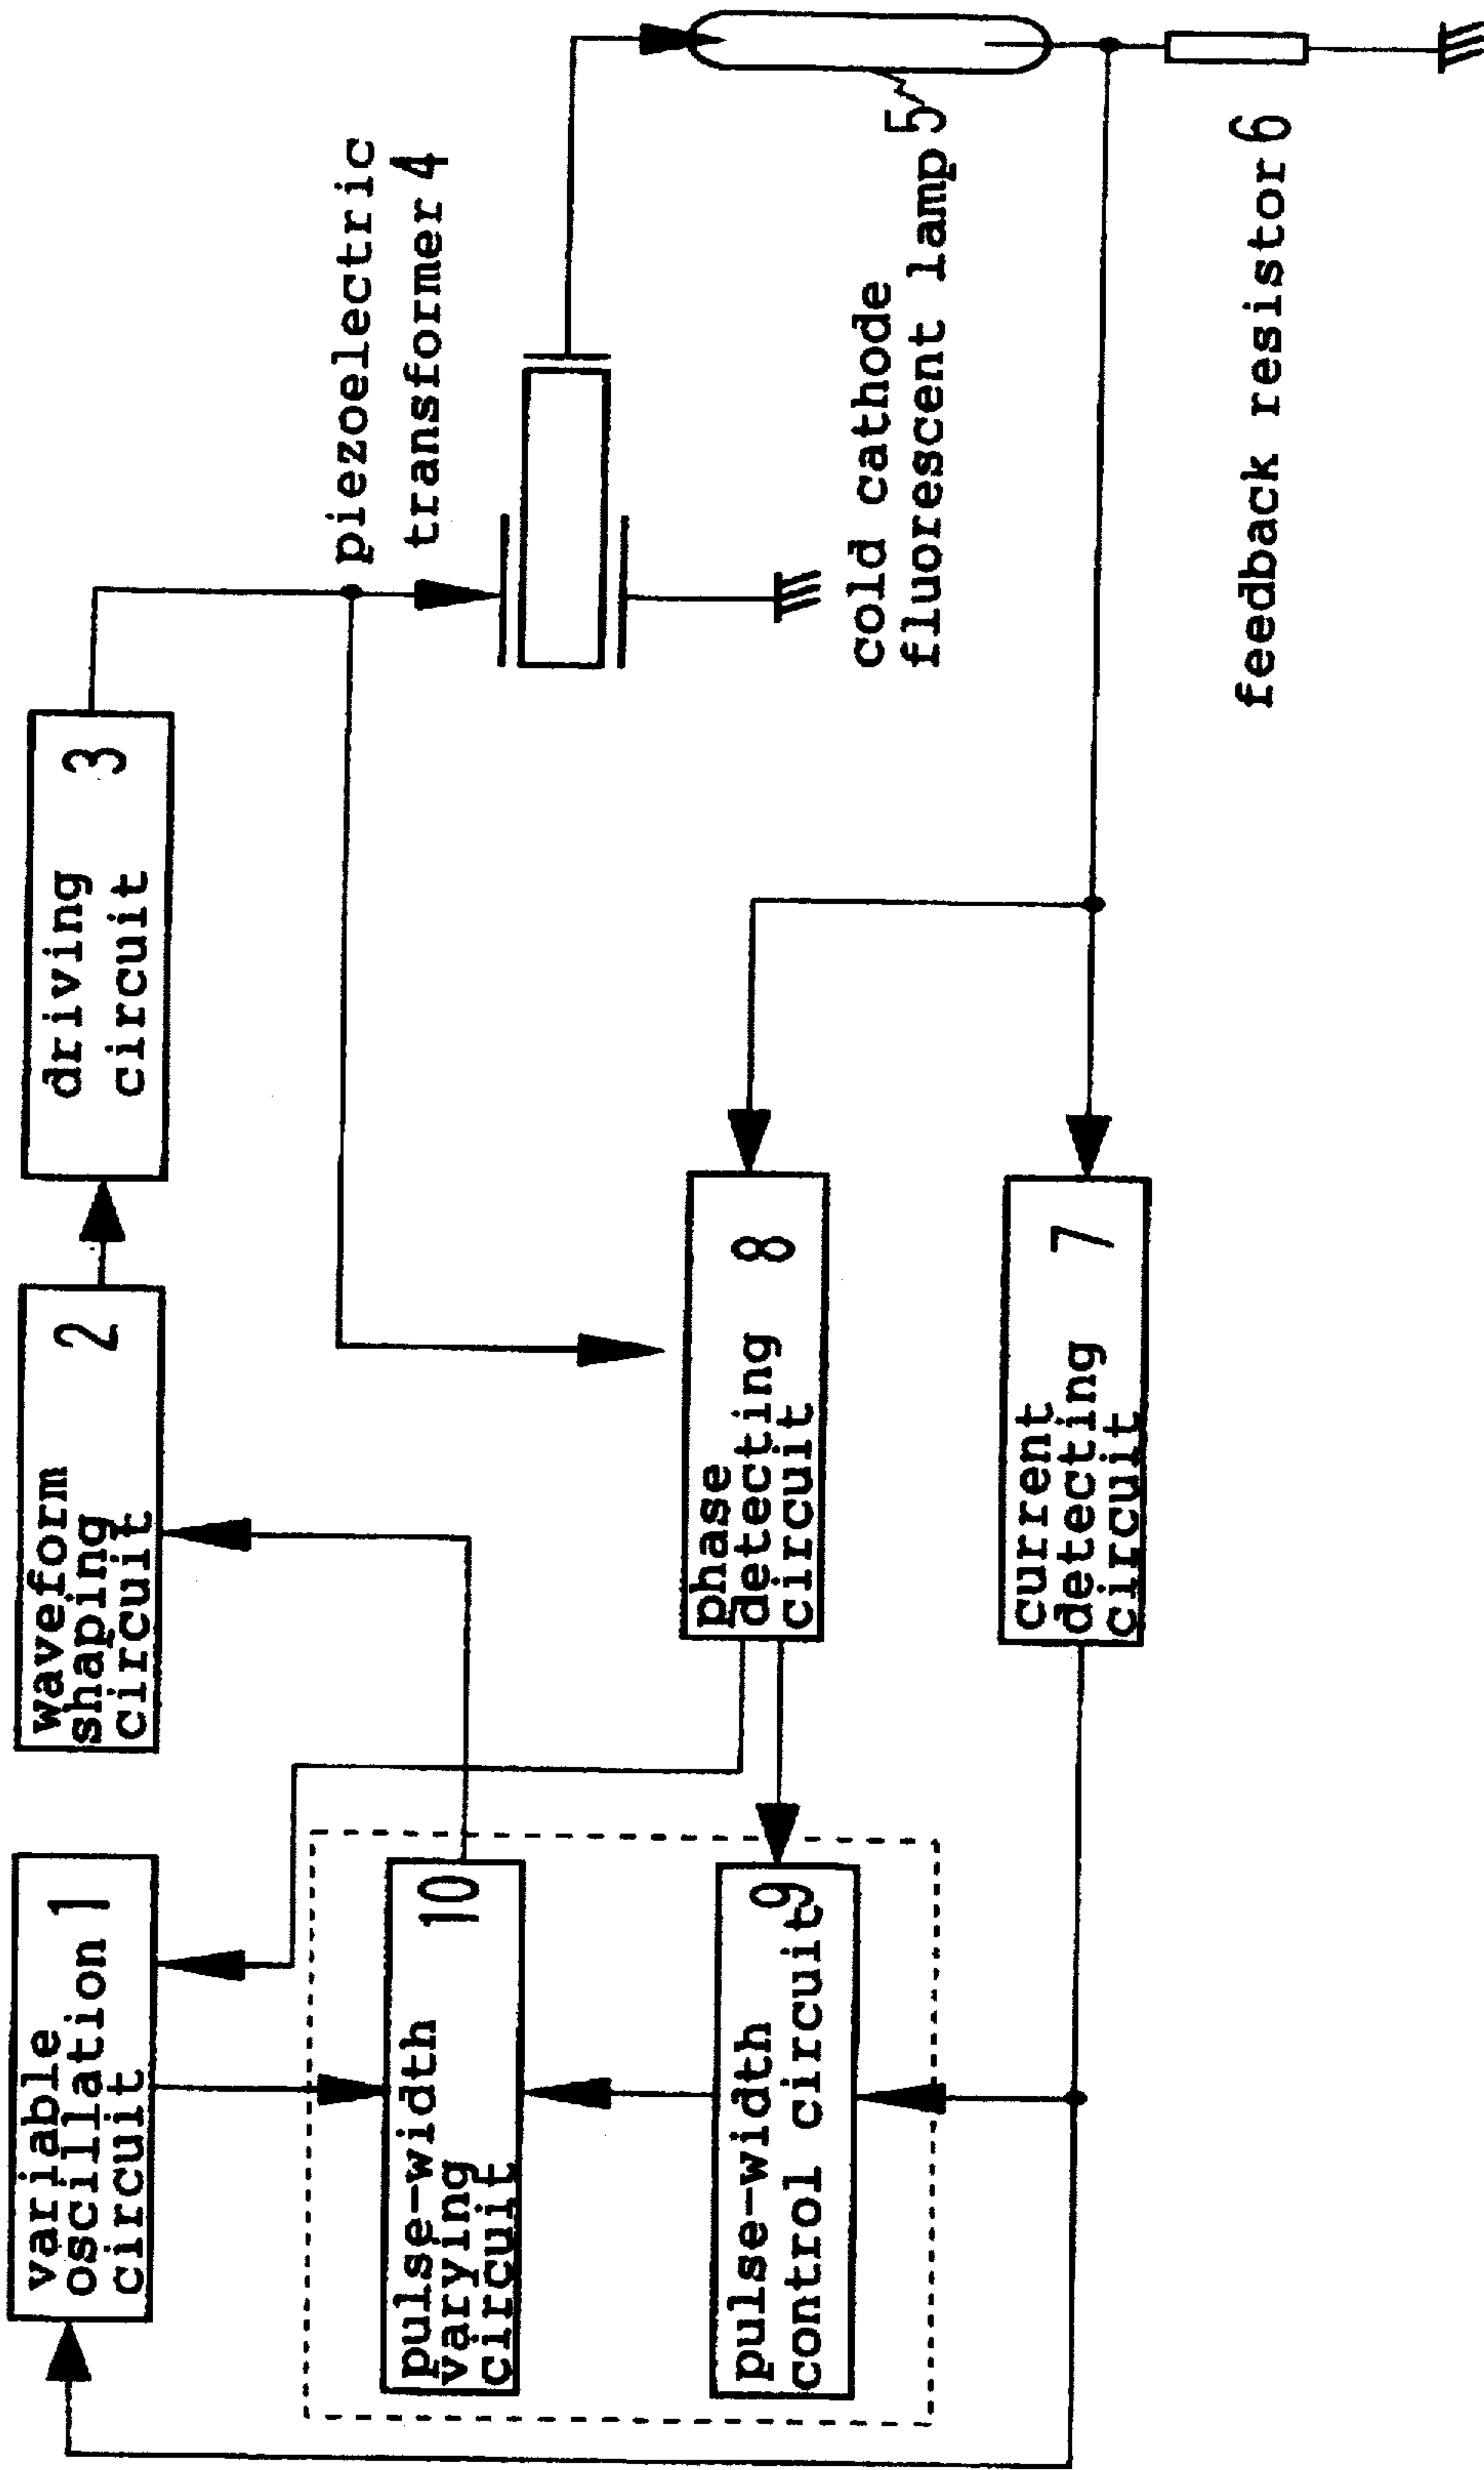 variable
oscillation 1
circuit
waveform 2
shaping
circuit
driving 3
circuit
piezoelectric
transformer 4
pulse-width 10
varying
circuit
phase 8
detecting
circuit
cold cathode
fluorescent lamp 5
pulse-width 9
control circuit
current 7
detecting
circuit
feedback resistor 6